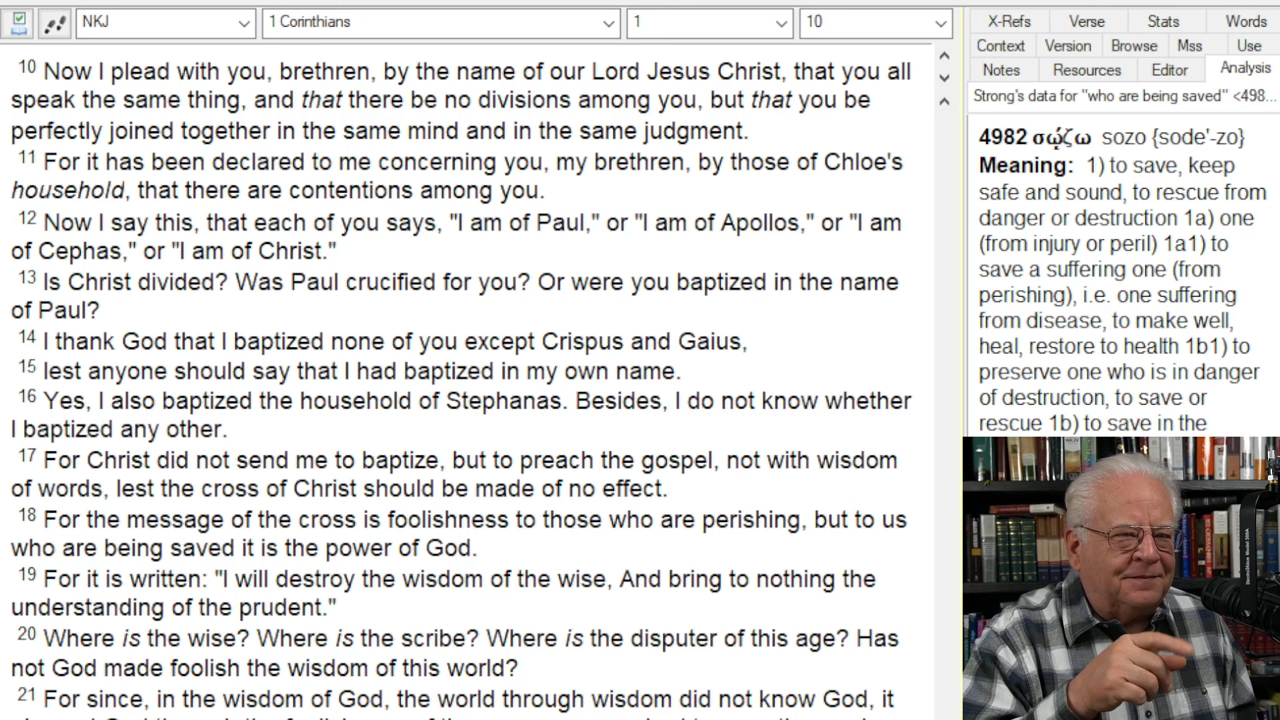 NKJ
1 Corinthians
1
10
10 Now I plead with you, brethren, by the name of our Lord Jesus Christ, that you all
speak the same thing, and that there be no divisions among you, but that you be
perfectly joined together in the same mind and in the same judgment.
11 For it has been declared to me concerning you, my brethren, by those of Chloe's
household, that there are contentions among you.
12 Now I say this, that each of you says, "I am of Paul," or "I am of Apollos," or "I am
of Cephas," or "I am of Christ."
13 Is Christ divided? Was Paul crucified for you? Or were you baptized in the name
of Paul?
14 I thank God that I baptized none of you except Crispus and Gaius,
15 lest anyone should say that I had baptized in my own name.
16 Yes, I also baptized the household of Stephanas. Besides, I do not know whether
I baptized any other.
17 For Christ did not send me to baptize, but to preach the gospel, not with wisdom
of words, lest the cross of Christ should be made of no effect.
18 For the message of the cross is foolishness to those who are perishing, but to us
who are being saved it is the power of God.
19 For it is written: "I will destroy the wisdom of the wise, And bring to nothing the
understanding of the prudent."
20 Where is the wise? Where is the scribe? Where is the disputer of this age? Has
not God made foolish the wisdom of this world?
21 For since, in the wisdom of God, the world through wisdom did not know God, it
X-Refs Verse Stats Words
Context Version Browse Mss Use
Notes Resources Editor Analysis
Strong's data for "who are being saved" <498...
4982 σῴζω sozo {sode'-zo}
Meaning: 1) to save, keep
safe and sound, to rescue from
danger or destruction 1a) one
(from injury or peril) 1a1) to
save a suffering one (from
perishing), i.e. one suffering
from disease, to make well,
heal, restore to health 1b1) to
preserve one who is in danger
of destruction, to save or
rescue 1b) to save in the